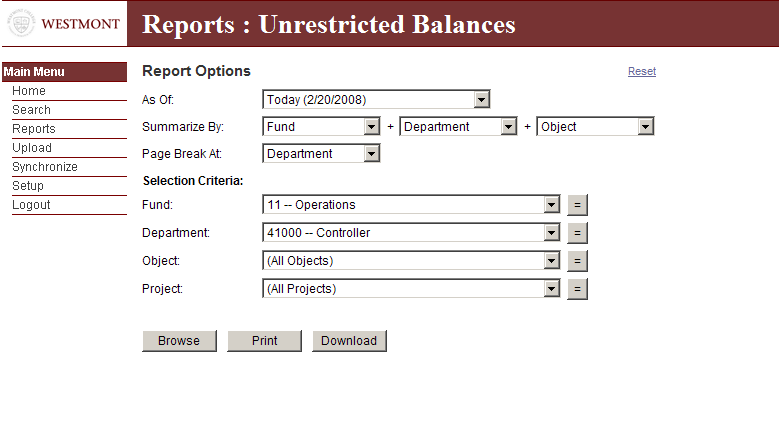 WESTMONT
Reports : Unrestricted Balances
Main Menu
Home
Search
Reports
Upload
Synchronize
Setup
Logout
Report Options
Reset
As Of: Today (2/20/2008)
Summarize By: Fund + Department + Object
Page Break At: Department
Selection Criteria:
Fund: 11 -- Operations =
Department: 41000 -- Controller =
Object: (All Objects) =
Project: (All Projects) =
Browse Print Download